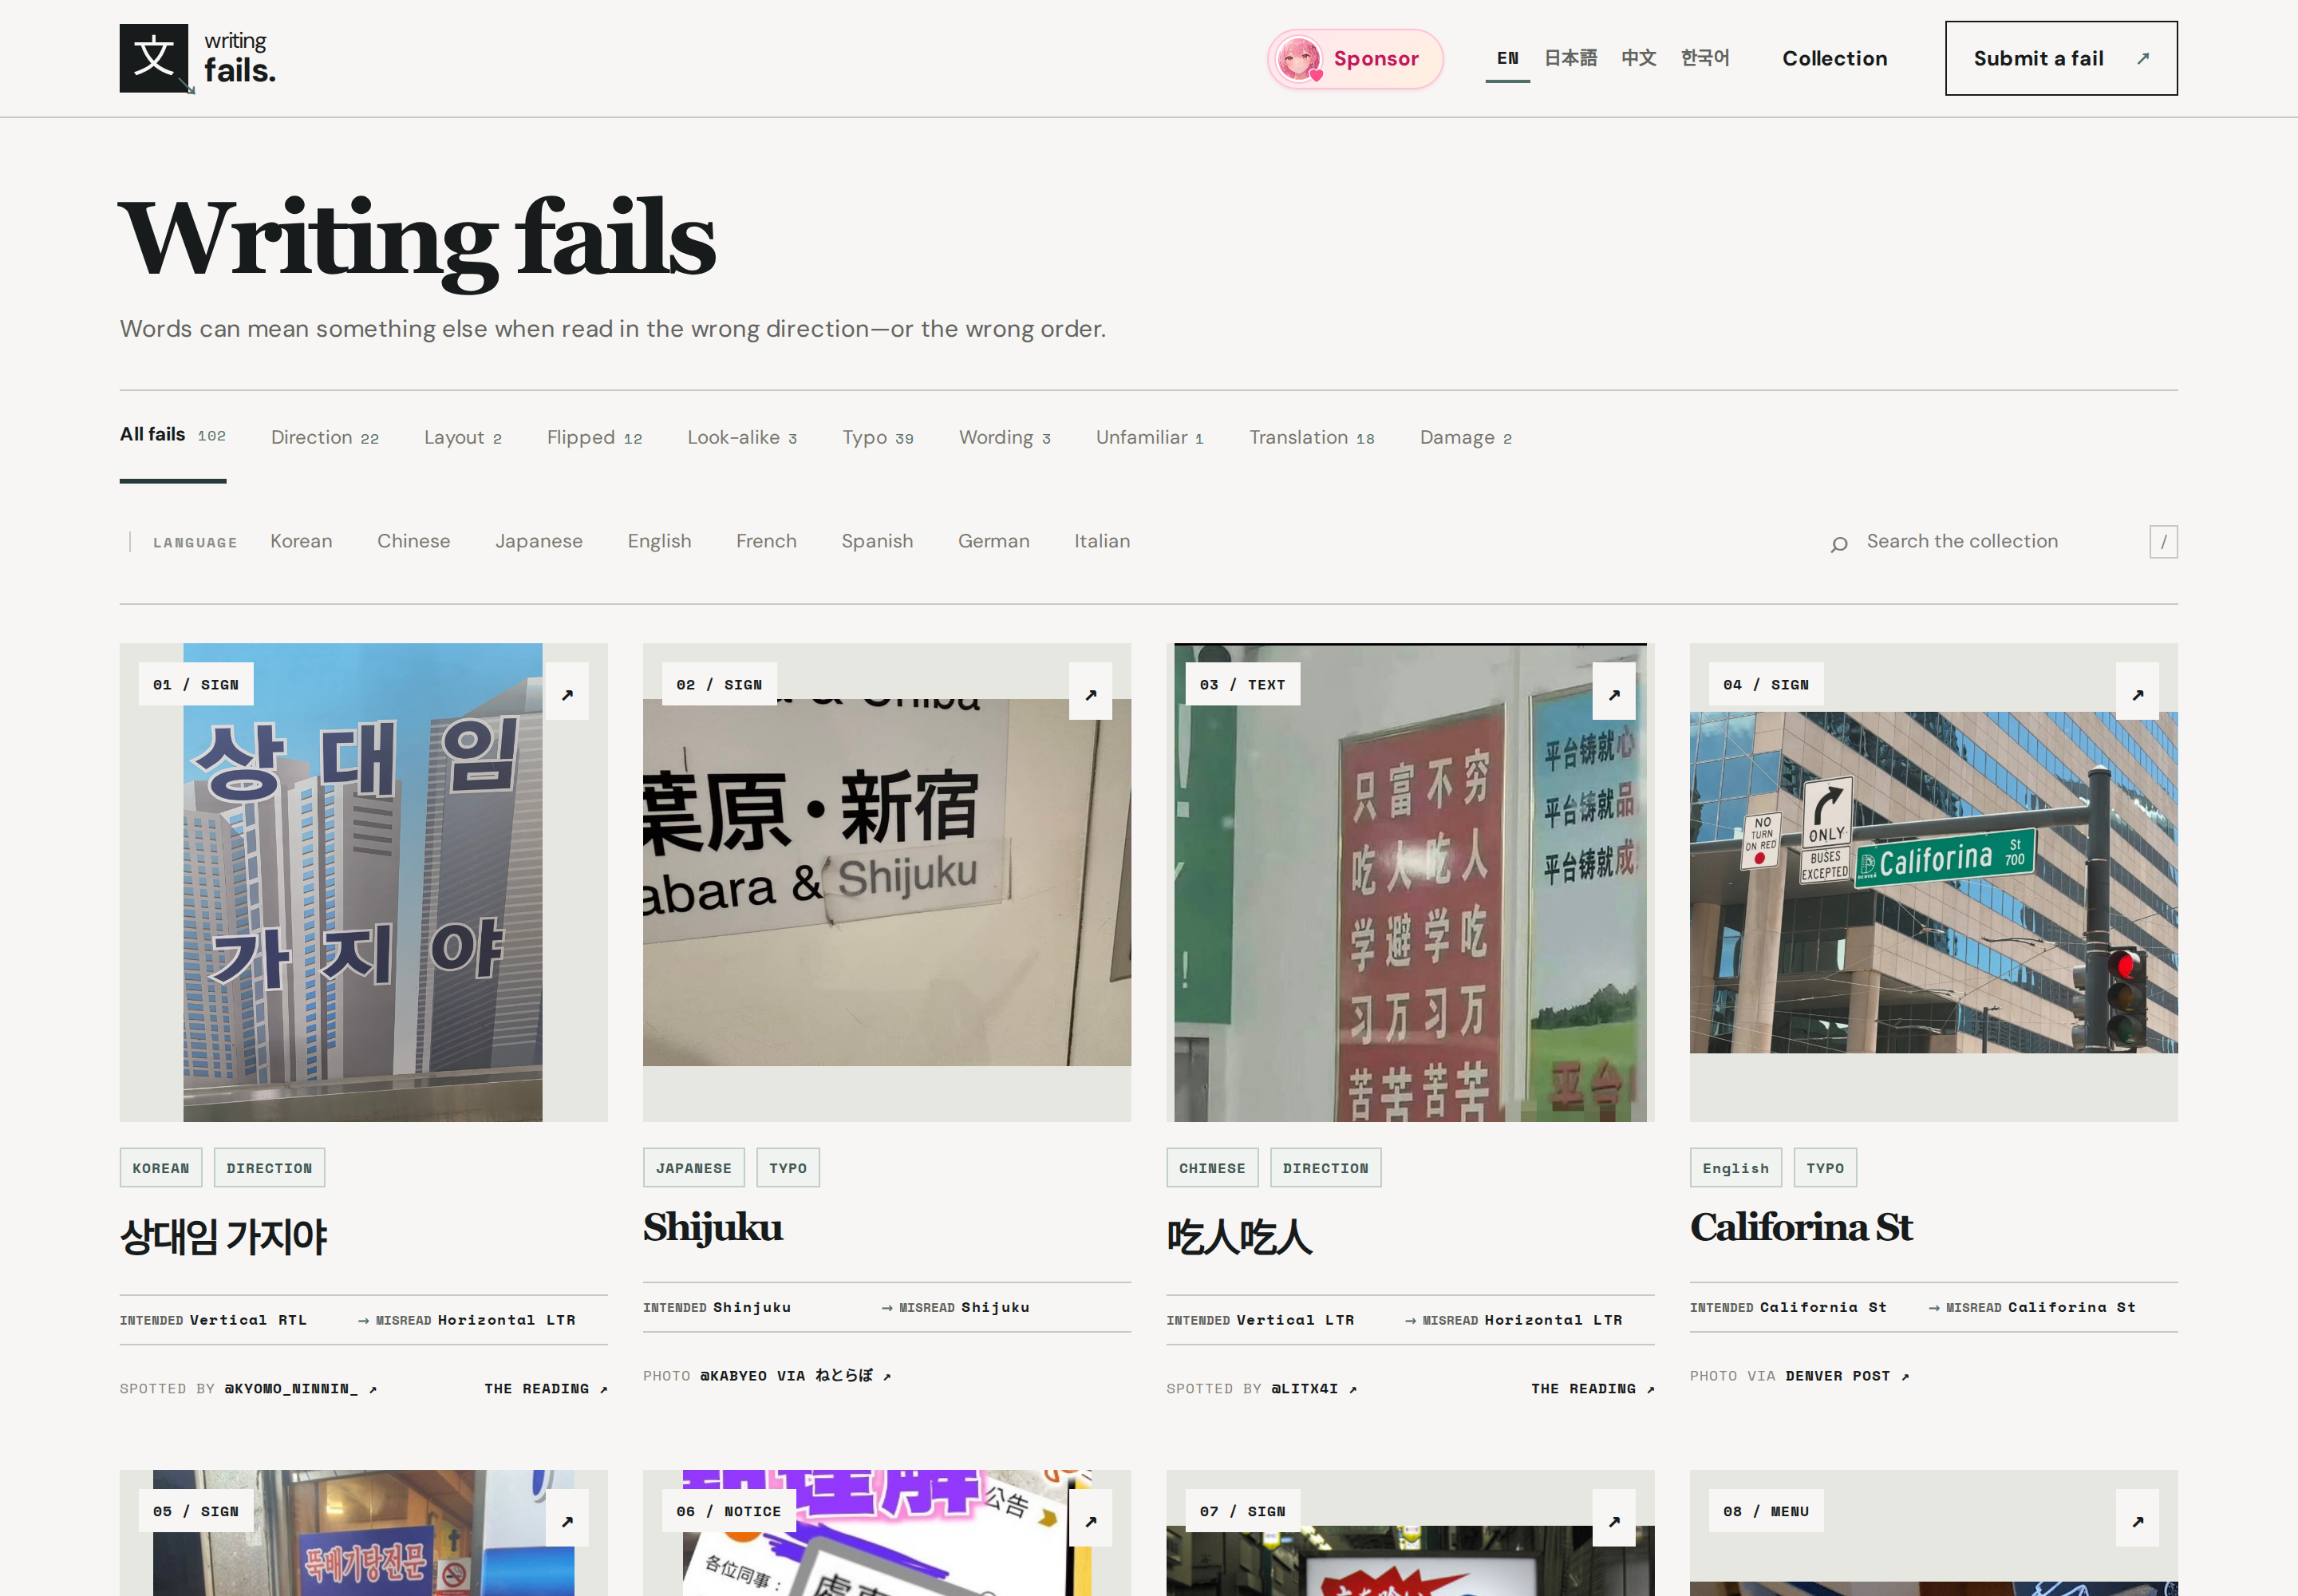 文
writing
fails.
Sponsor
EN 日本語 中文 한국어
Collection
Submit a fail ↗
Writing fails
Words can mean something else when read in the wrong direction—or the wrong order.
All fails 102
Direction 22
Layout 2
Flipped 12
Look-alike 3
Typo 39
Wording 3
Unfamiliar 1
Translation 18
Damage 2
LANGUAGE
Korean
Chinese
Japanese
English
French
Spanish
German
Italian
Search the collection
/
01 / SIGN
↗
상 대 임
가 지 야
KOREAN
DIRECTION
상대임 가지야
INTENDED Vertical RTL → MISREAD Horizontal LTR
SPOTTED BY @KYOMO_NINNIN_ ↗
THE READING ↗
02 / SIGN
↗
& Chiba
葉原・新宿
abara & Shijuku
JAPANESE
TYPO
Shijuku
INTENDED Shinjuku → MISREAD Shijuku
PHOTO @KABYEO VIA ねとらぼ ↗
03 / TEXT
↗
只富不穷
吃人吃人
学避学吃
习万习万
苦苦苦苦
平台铸就心
平台铸就品
平台铸就成
平台
CHINESE
DIRECTION
吃人吃人
INTENDED Vertical LTR → MISREAD Horizontal LTR
SPOTTED BY @LITX4I ↗
THE READING ↗
04 / SIGN
↗
NO
TURN
ON RED
ONLY
BUSES
EXCEPTED
Califorina St
700
English
TYPO
Califorina St
INTENDED California St → MISREAD Califorina St
PHOTO VIA DENVER POST ↗
05 / SIGN
↗
뚝배기탕전문
06 / NOTICE
↗
理解
公告
各位同事：
07 / SIGN
↗
08 / MENU
↗